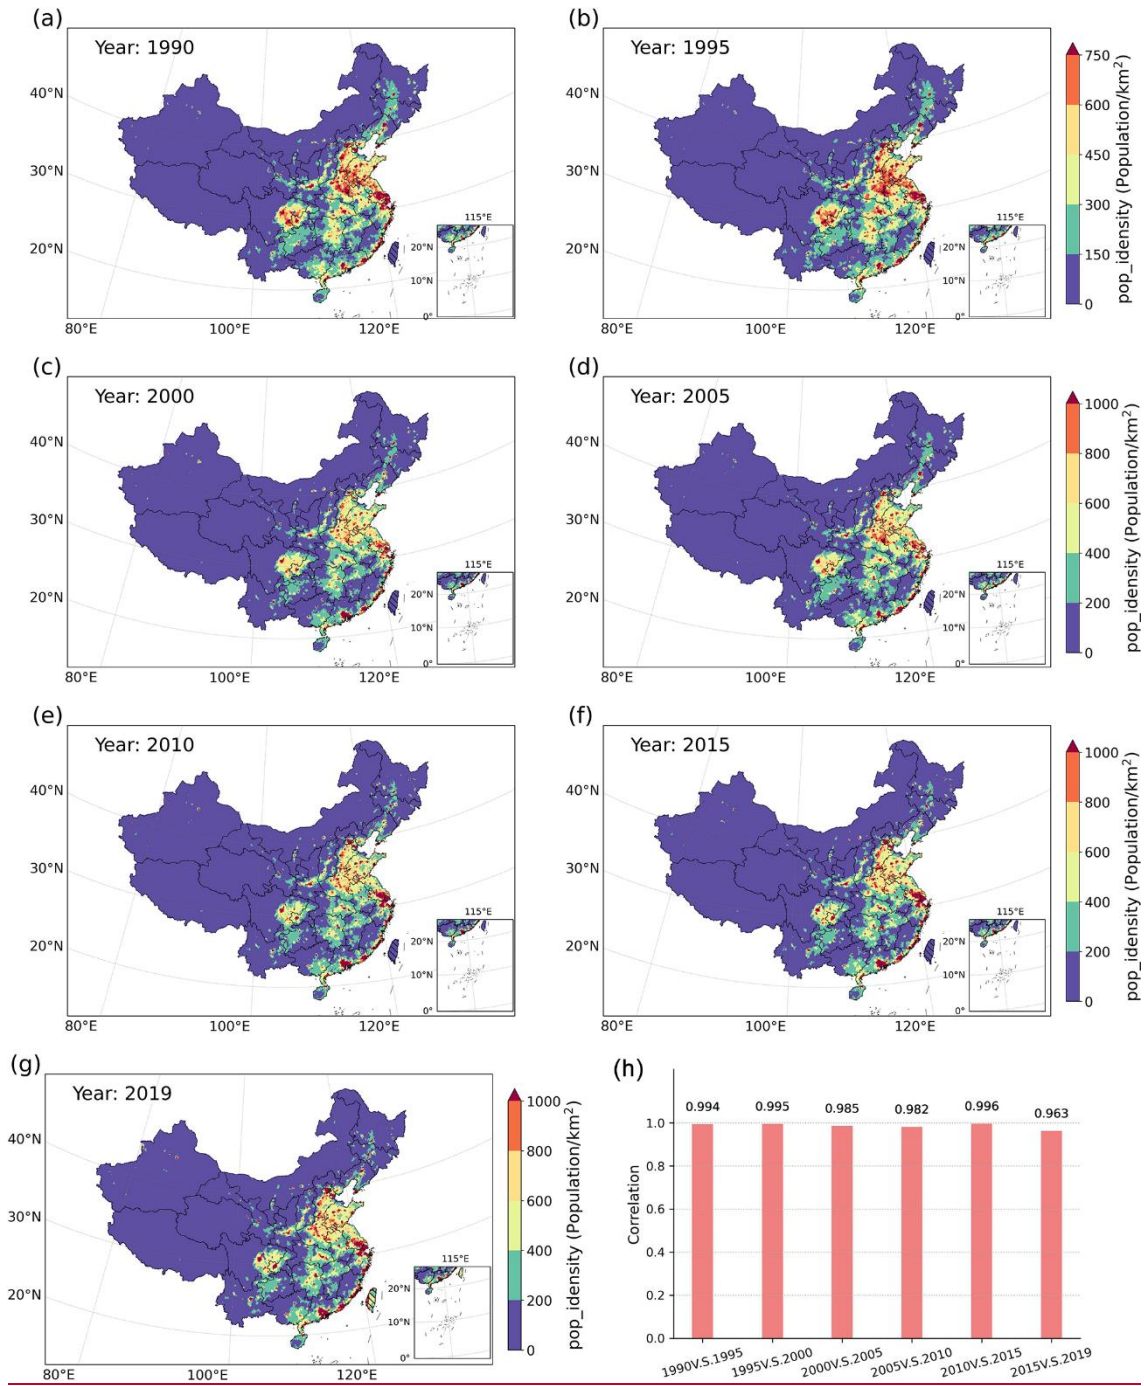 (a)
Year: 1990
40°N
30°N
20°N
80°E
100°E
120°E
115°E
20°N
10°N
0°
(b)
Year: 1995
40°N
30°N
20°N
80°E
100°E
120°E
115°E
20°N
10°N
0°
750
600
450
300
150
0
pop_idensity (Population/km²)
(c)
Year: 2000
40°N
30°N
20°N
80°E
100°E
120°E
115°E
20°N
10°N
0°
(d)
Year: 2005
40°N
30°N
20°N
80°E
100°E
120°E
115°E
20°N
10°N
0°
1000
800
600
400
200
0
pop_idensity (Population/km²)
(e)
Year: 2010
40°N
30°N
20°N
80°E
100°E
120°E
115°E
20°N
10°N
0°
(f)
Year: 2015
40°N
30°N
20°N
80°E
100°E
120°E
115°E
20°N
10°N
0°
1000
800
600
400
200
0
pop_idensity (Population/km²)
(g)
Year: 2019
40°N
30°N
20°N
80°E
100°E
120°E
115°E
20°N
10°N
0°
1000
800
600
400
200
0
pop_idensity (Population/km²)
(h)
0.994 0.995 0.985 0.982 0.996 0.963
1.0
0.8
0.6
0.4
0.2
0.0
Correlation
1990V.S.1995
1995V.S.2000
2000V.S.2005
2005V.S.2010
2010V.S.2015
2015V.S.2019